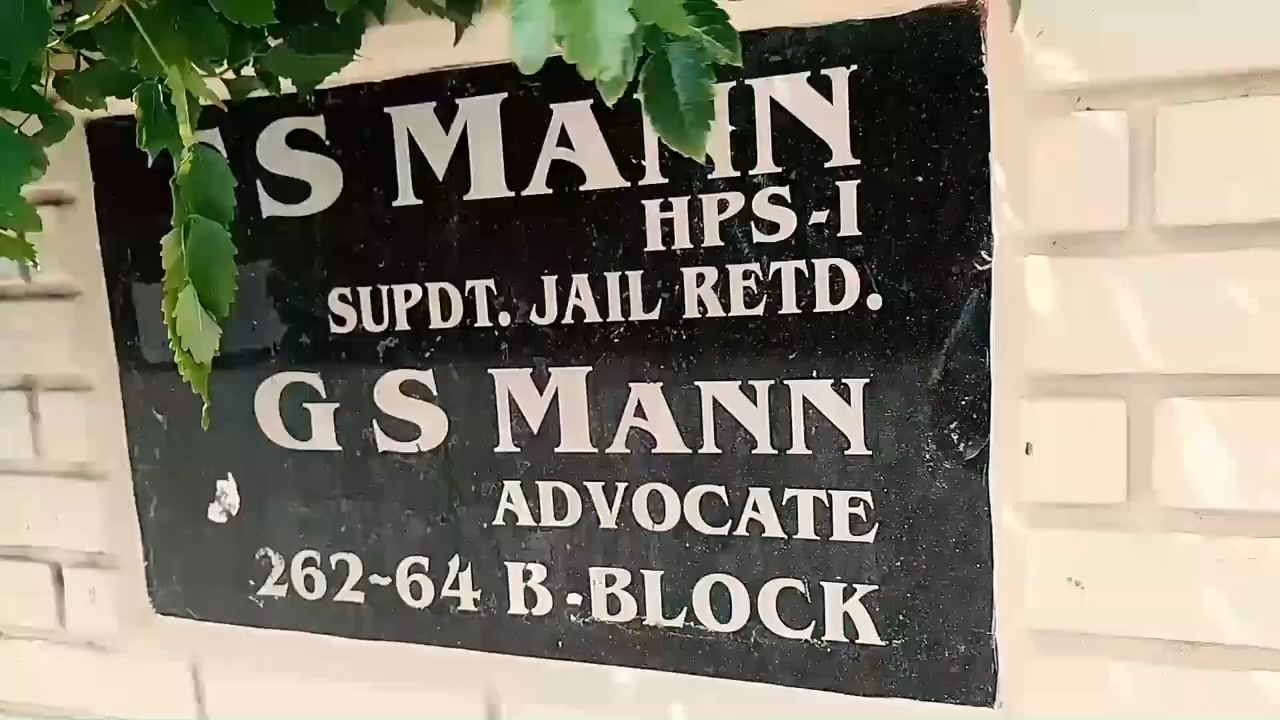 S MANN
HPS-I
SUPDT. JAIL RETD.
G S MANN
ADVOCATE
262-64 B-BLOCK